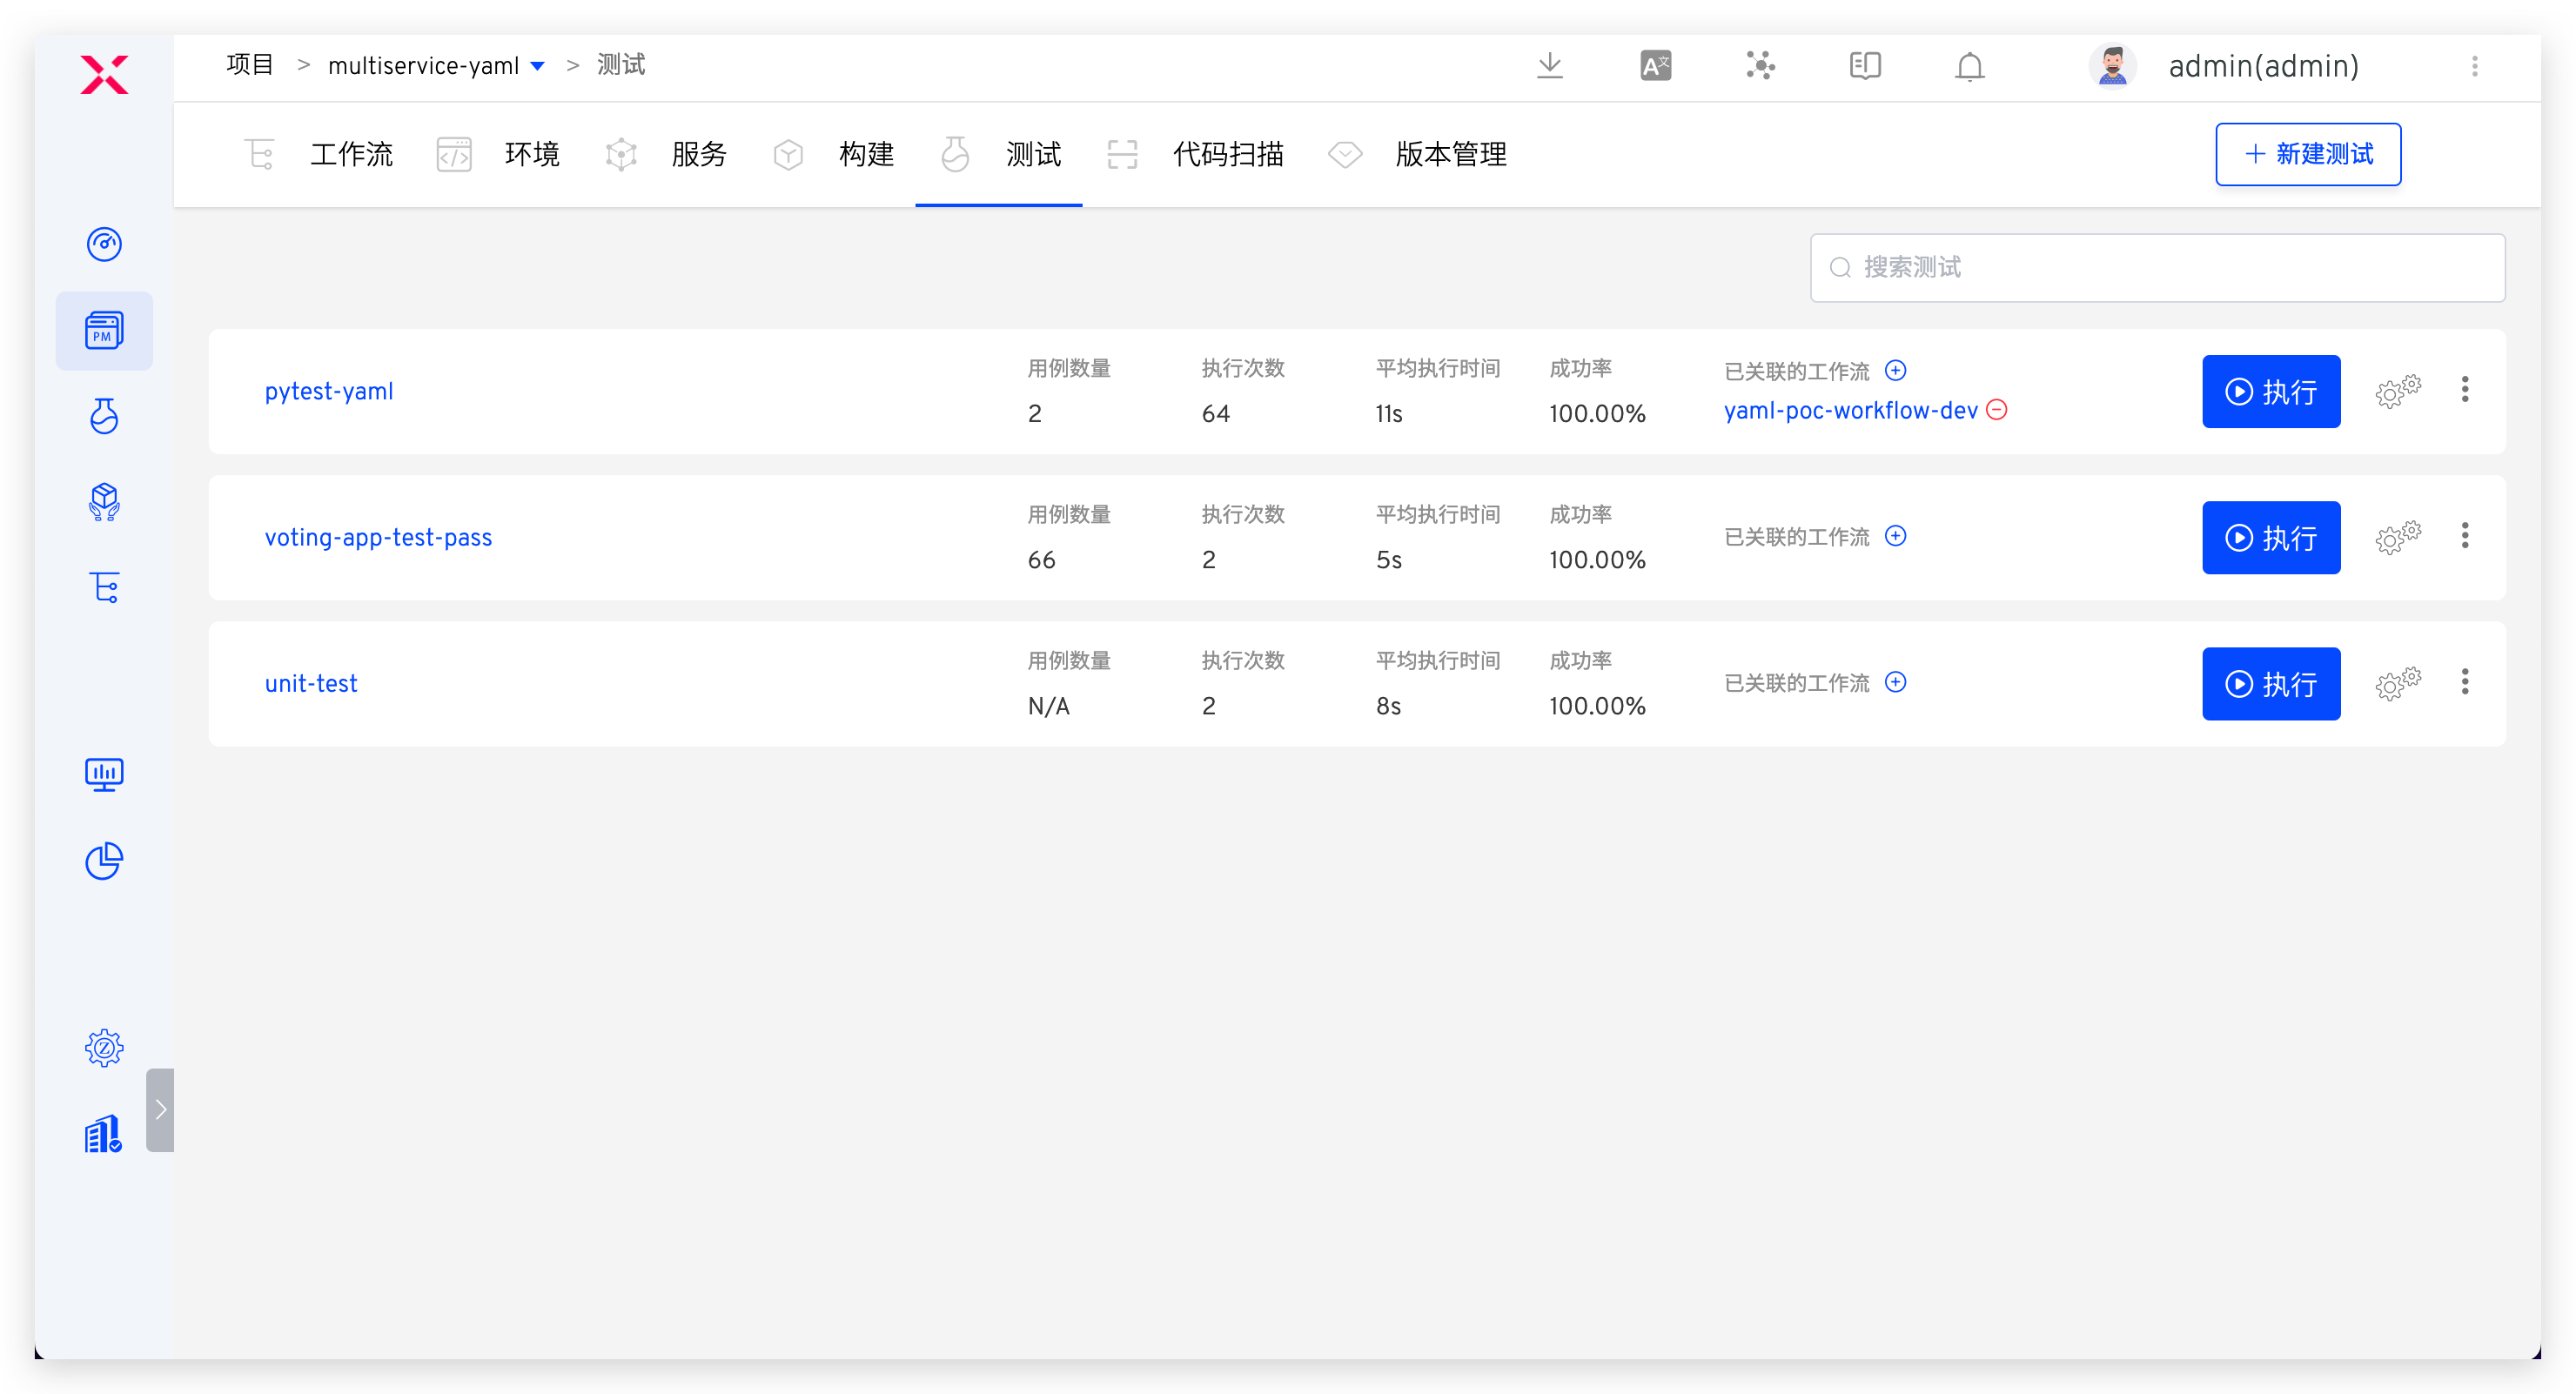 项目 > multiservice-yaml > 测试
A文
admin(admin)
工作流 环境 服务 构建 测试 代码扫描 版本管理
新建测试
PM
搜索测试
pytest-yaml
用例数量 执行次数 平均执行时间 成功率 已关联的工作流
2 64 11s 100.00% yaml-poc-workflow-dev
执行
voting-app-test-pass
用例数量 执行次数 平均执行时间 成功率 已关联的工作流
66 2 5s 100.00%
执行
unit-test
用例数量 执行次数 平均执行时间 成功率 已关联的工作流
N/A 2 8s 100.00%
执行
Z